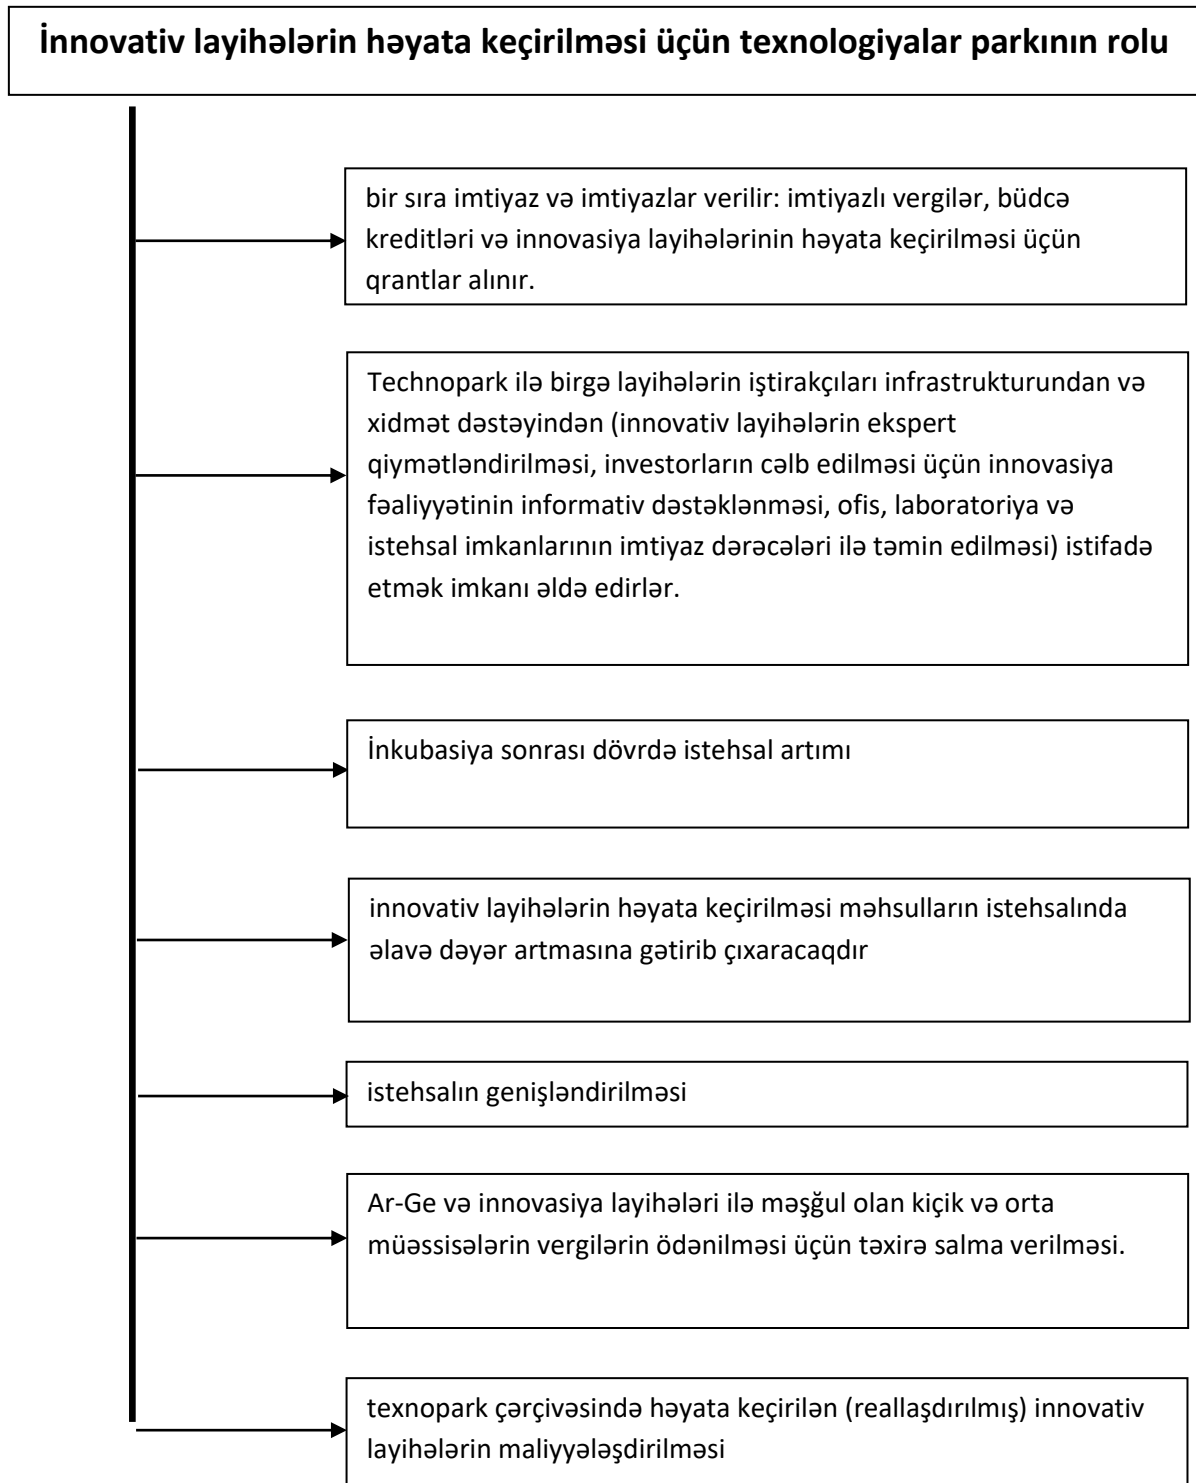 İnnovativ layihələrin həyata keçirilməsi üçün texnologiyalar parkının rolu
bir sıra imtiyaz və imtiyazlar verilir: imtiyazlı vergilər, büdcə
kreditləri və innovasiya layihələrinin həyata keçirilməsi üçün
qrantlar alınır.
Technopark ilə birgə layihələrin iştirakçıları infrastrukturundan və
xidmət dəstəyindən (innovativ layihələrin ekspert
qiymətləndirilməsi, investorların cəlb edilməsi üçün innovasiya
fəaliyyətinin informativ dəstəklənməsi, ofis, laboratoriya və
istehsal imkanlarının imtiyaz dərəcələri ilə təmin edilməsi) istifadə
etmək imkanı əldə edirlər.
İnkubasiya sonrası dövrdə istehsal artımı
innovativ layihələrin həyata keçirilməsi məhsulların istehsalında
əlavə dəyər artmasına gətirib çıxaracaqdır
istehsalın genişləndirilməsi
Ar-Ge və innovasiya layihələri ilə məşğul olan kiçik və orta
müəssisələrin vergilərin ödənilməsi üçün təxirə salma verilməsi.
texnopark çərçivəsində həyata keçirilən (reallaşdırılmış) innovativ
layihələrin maliyyələşdirilməsi